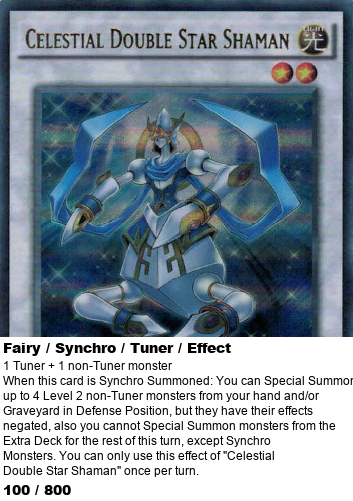 CELESTIAL DOUBLE STAR SHAMAN
LIGHT
光
Fairy / Synchro / Tuner / Effect
1 Tuner + 1 non-Tuner monster
When this card is Synchro Summoned: You can Special Summon
up to 4 Level 2 non-Tuner monsters from your hand and/or
Graveyard in Defense Position, but they have their effects
negated, also you cannot Special Summon monsters from the
Extra Deck for the rest of this turn, except Synchro
Monsters. You can only use this effect of "Celestial
Double Star Shaman" once per turn.
100 / 800